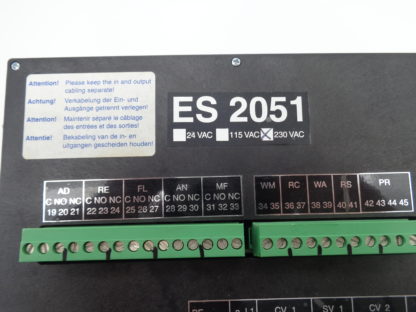 Attention! Please keep the in and output
cabling separate!
Achtung! Verkabelung der Ein- und
Ausgänge getrennt verlegen!
Attention! Maintenir separe le câblage
des entrées et des sorties!
Attentie! Bekabeling van de in- en
uitgangen gescheiden houden!
ES 2051
24 VAC 115 VAC 230 VAC
AD RE FL AN MF WM RC WA RS PR
C NO NC C NO NC C NO NC C NO NC C NO NC
19 20 21 22 23 24 25 26 27 28 29 30 31 32 33 34 35 36 37 38 39 40 41 42 43 44 45
CV 1 SV 1 CV 2